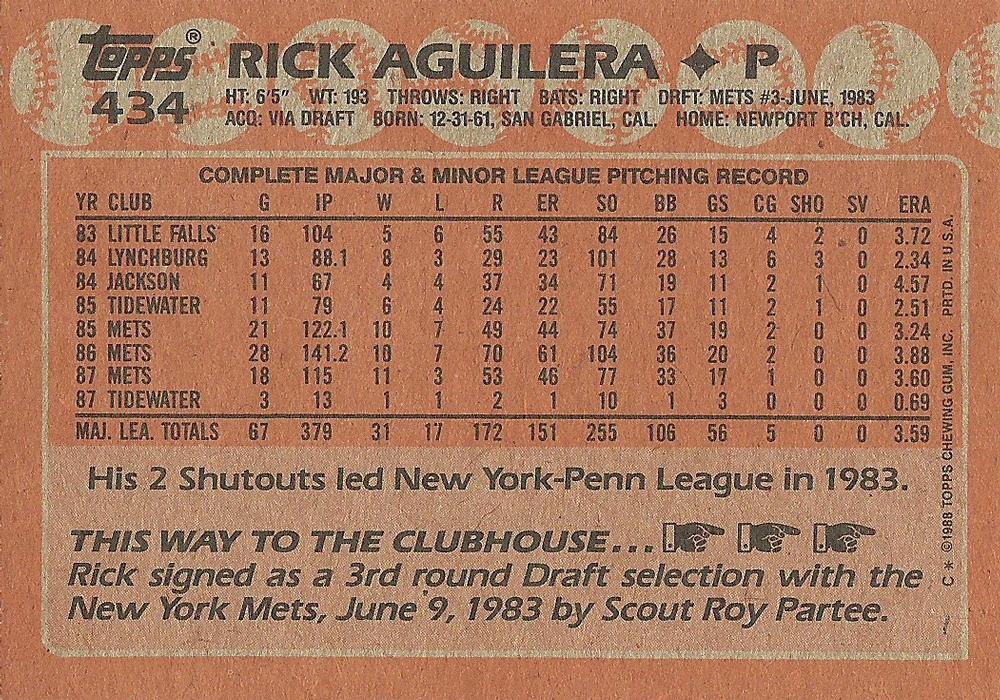 topps® RICK AGUILERA ✦ P
434 HT: 6'5" WT: 193 THROWS: RIGHT BATS: RIGHT DRFT: METS #3-JUNE, 1983
ACQ: VIA DRAFT BORN: 12-31-61, SAN GABRIEL, CAL. HOME: NEWPORT B'CH, CAL.
COMPLETE MAJOR & MINOR LEAGUE PITCHING RECORD
YR CLUB G IP W L R ER SO BB GS CG SHO SV ERA
83 LITTLE FALLS 16 104 5 6 55 43 84 26 15 4 2 0 3.72
84 LYNCHBURG 13 88.1 8 3 29 23 101 28 13 6 3 0 2.34
84 JACKSON 11 67 4 4 37 34 71 19 11 2 1 0 4.57
85 TIDEWATER 11 79 6 4 24 22 55 17 11 2 1 0 2.51
85 METS 21 122.1 10 7 49 44 74 37 19 2 0 0 3.24
86 METS 28 141.2 10 7 70 61 104 36 20 2 0 0 3.88
87 METS 18 115 11 3 53 46 77 33 17 1 0 0 3.60
87 TIDEWATER 3 13 1 1 2 1 10 1 3 0 0 0 0.69
MAJ. LEA. TOTALS 67 379 31 17 172 151 255 106 56 5 0 0 3.59
His 2 Shutouts led New York-Penn League in 1983.
THIS WAY TO THE CLUBHOUSE...
Rick signed as a 3rd round Draft selection with the
New York Mets, June 9, 1983 by Scout Roy Partee.
C * ©1988 TOPPS CHEWING GUM, INC. PRTD. IN U.S.A.